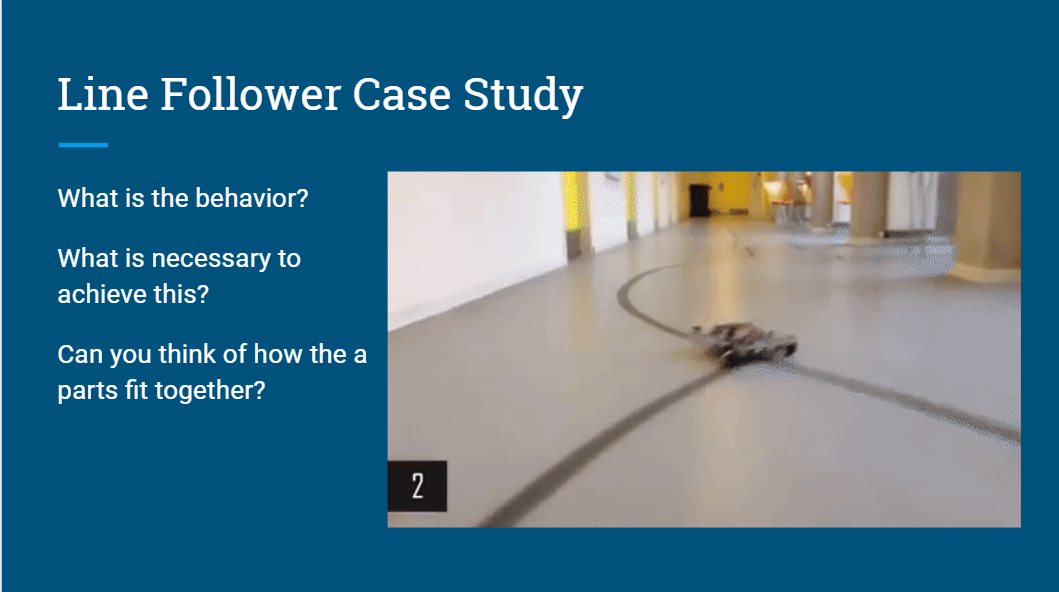 Line Follower Case Study
What is the behavior?
What is necessary to
achieve this?
Can you think of how the a
parts fit together?
2